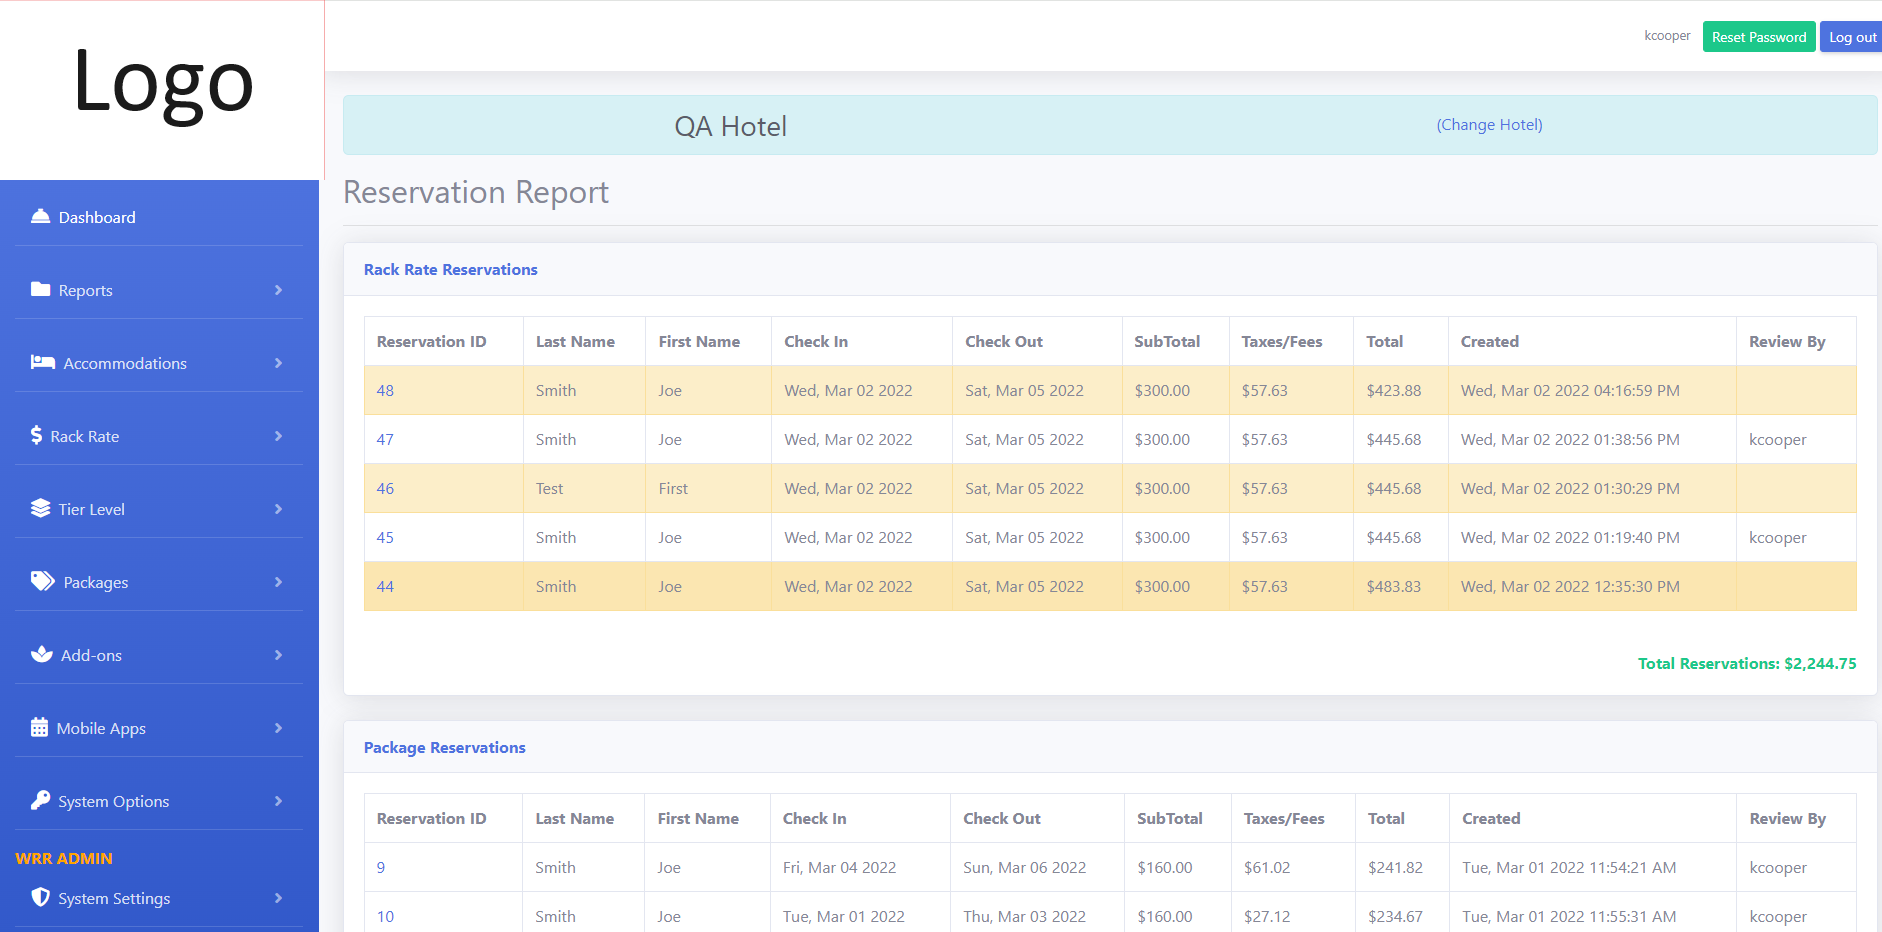 Logo
kcooper Reset Password Log out
QA Hotel (Change Hotel)
Reservation Report
Dashboard
Reports
Accommodations
Rack Rate
Tier Level
Packages
Add-ons
Mobile Apps
System Options
WRR ADMIN
System Settings
Rack Rate Reservations
Reservation ID Last Name First Name Check In Check Out SubTotal Taxes/Fees Total Created Review By
48 Smith Joe Wed, Mar 02 2022 Sat, Mar 05 2022 $300.00 $57.63 $423.88 Wed, Mar 02 2022 04:16:59 PM
47 Smith Joe Wed, Mar 02 2022 Sat, Mar 05 2022 $300.00 $57.63 $445.68 Wed, Mar 02 2022 01:38:56 PM kcooper
46 Test First Wed, Mar 02 2022 Sat, Mar 05 2022 $300.00 $57.63 $445.68 Wed, Mar 02 2022 01:30:29 PM
45 Smith Joe Wed, Mar 02 2022 Sat, Mar 05 2022 $300.00 $57.63 $445.68 Wed, Mar 02 2022 01:19:40 PM kcooper
44 Smith Joe Wed, Mar 02 2022 Sat, Mar 05 2022 $300.00 $57.63 $483.83 Wed, Mar 02 2022 12:35:30 PM
Total Reservations: $2,244.75
Package Reservations
Reservation ID Last Name First Name Check In Check Out SubTotal Taxes/Fees Total Created Review By
9 Smith Joe Fri, Mar 04 2022 Sun, Mar 06 2022 $160.00 $61.02 $241.82 Tue, Mar 01 2022 11:54:21 AM kcooper
10 Smith Joe Tue, Mar 01 2022 Thu, Mar 03 2022 $160.00 $27.12 $234.67 Tue, Mar 01 2022 11:55:31 AM kcooper